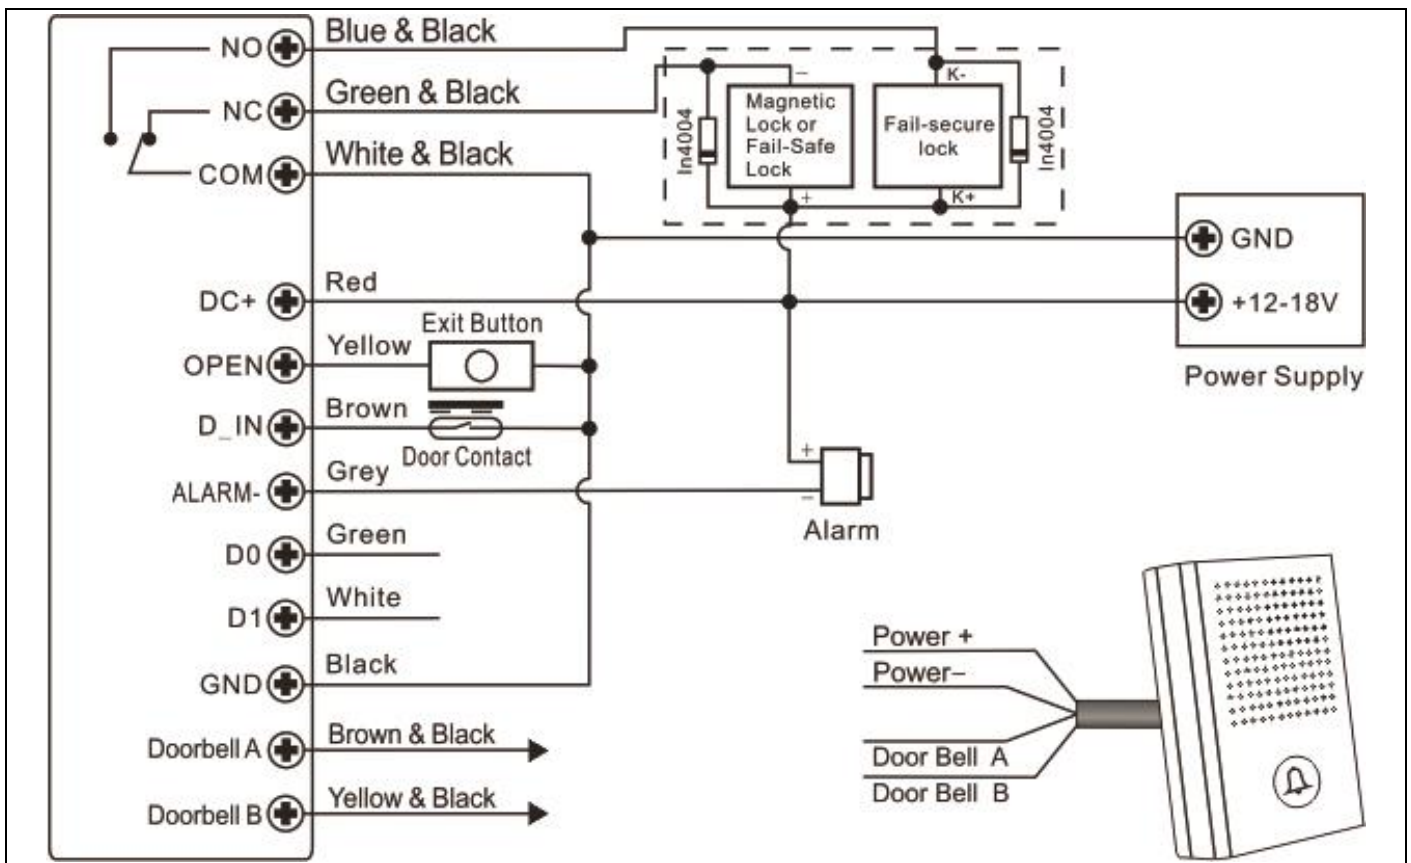 NO
Blue & Black
NC
Green & Black
COM
White & Black
In4004
−
Magnetic
Lock or
Fail-Safe
Lock
+
K-
Fail-secure
lock
K+
In4004
GND
+12-18V
Power Supply
DC+
Red
OPEN
Yellow
Exit Button
D_IN
Brown
Door Contact
ALARM-
Grey
+
−
Alarm
D0
Green
D1
White
GND
Black
Doorbell A
Brown & Black
Doorbell B
Yellow & Black
Power +
Power−
Door Bell A
Door Bell B